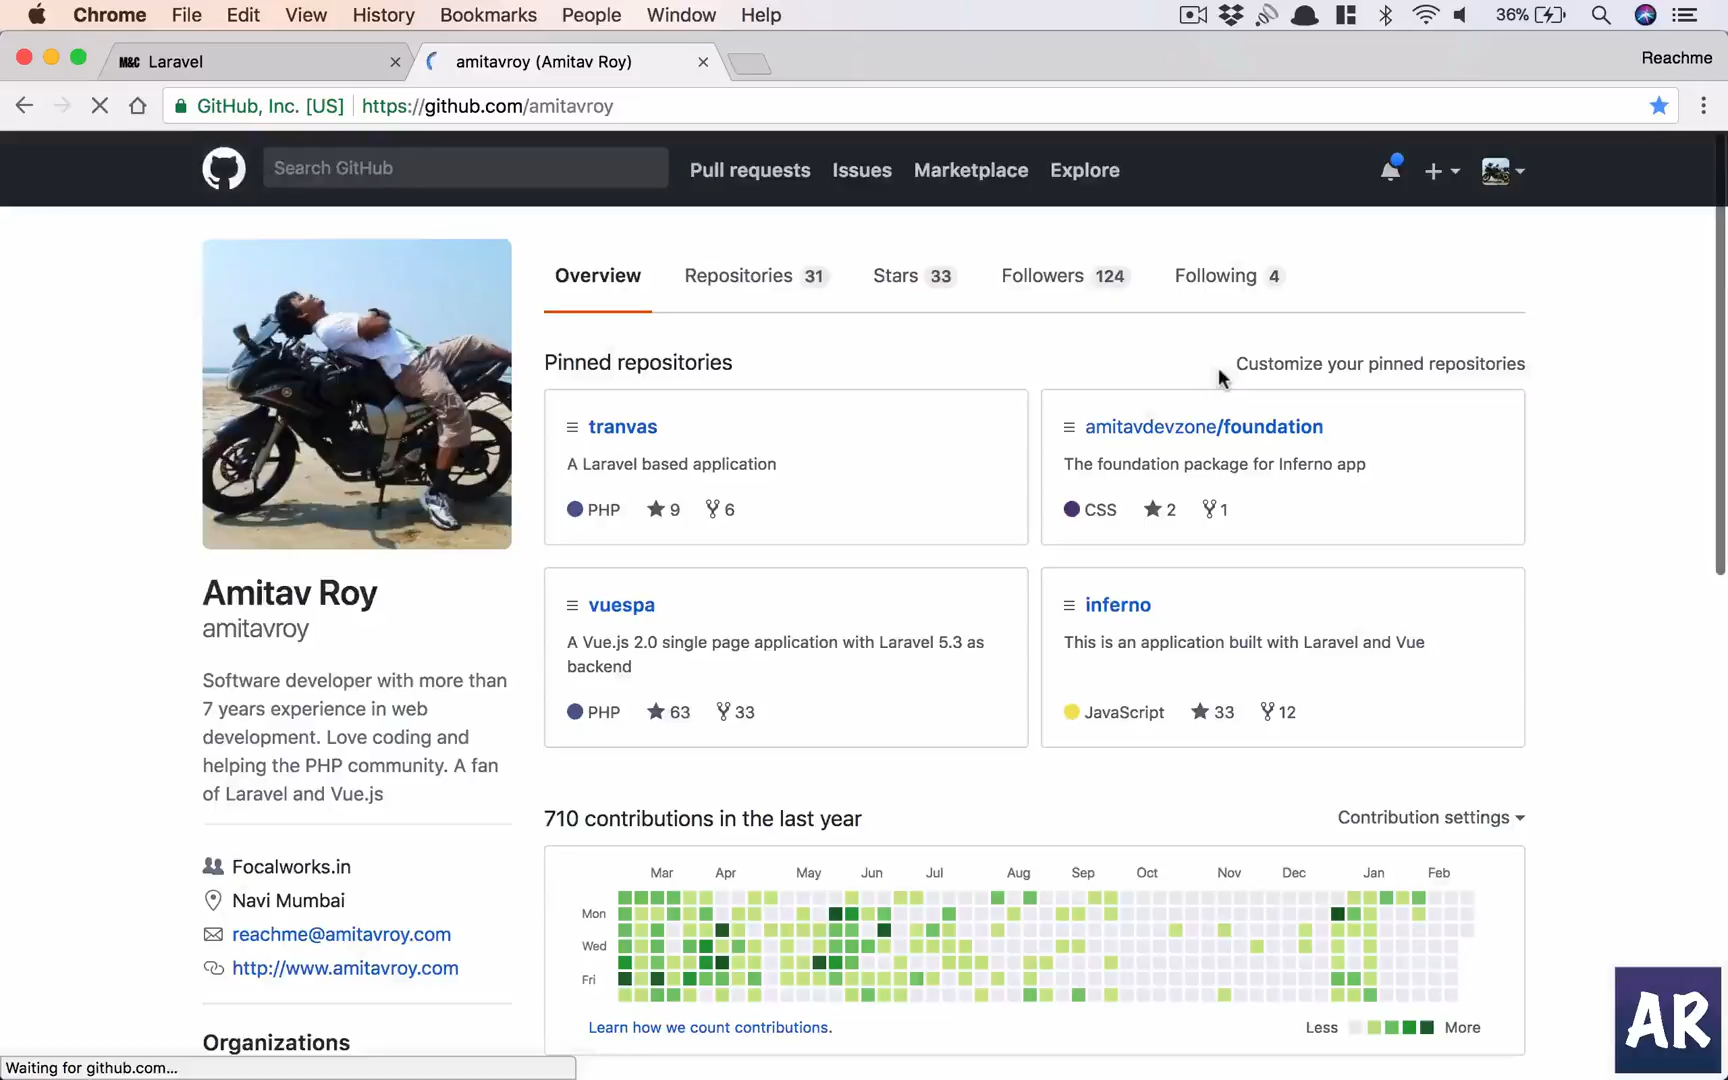 Chrome File Edit View History Bookmarks People Window Help 36%
M&C Laravel amitavroy (Amitav Roy) Reachme
GitHub, Inc. [US] https://github.com/amitavroy
Search GitHub Pull requests Issues Marketplace Explore
Overview Repositories 31 Stars 33 Followers 124 Following 4
Pinned repositories Customize your pinned repositories
tranvas
A Laravel based application
PHP 9 6
amitavdevzone/foundation
The foundation package for Inferno app
CSS 2 1
vuespa
A Vue.js 2.0 single page application with Laravel 5.3 as
backend
PHP 63 33
inferno
This is an application built with Laravel and Vue
JavaScript 33 12
Amitav Roy
amitavroy
Software developer with more than
7 years experience in web
development. Love coding and
helping the PHP community. A fan
of Laravel and Vue.js
Focalworks.in
Navi Mumbai
reachme@amitavroy.com
http://www.amitavroy.com
Organizations
710 contributions in the last year Contribution settings
Mar Apr May Jun Jul Aug Sep Oct Nov Dec Jan Feb
Mon
Wed
Fri
Learn how we count contributions. Less More
AR
Waiting for github.com...